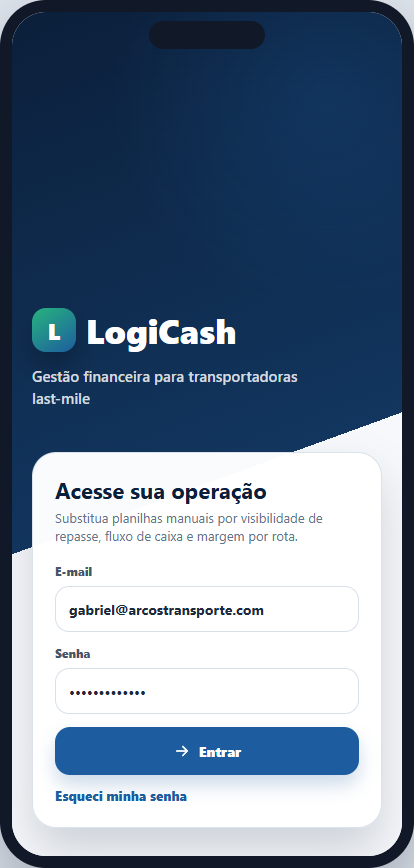 L LogiCash
Gestão financeira para transportadoras
last-mile
Acesse sua operação
Substitua planilhas manuais por visibilidade de
repasse, fluxo de caixa e margem por rota.
E-mail
gabriel@arcostransporte.com
Senha
•••••••••••••
→ Entrar
Esqueci minha senha